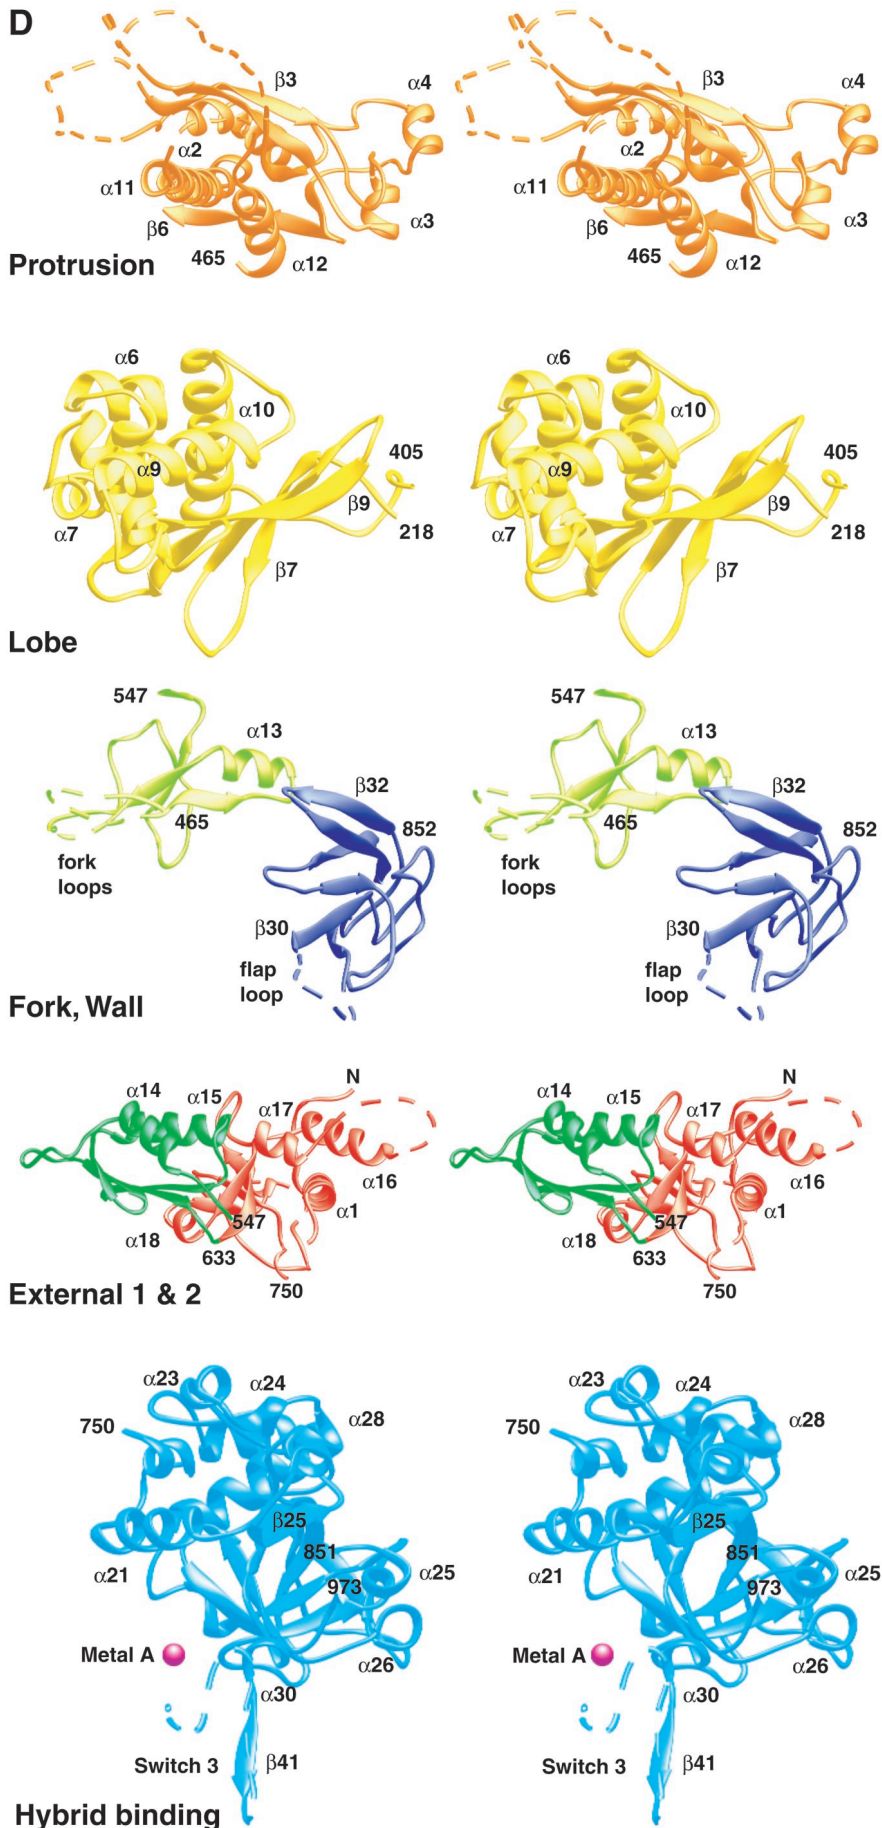 D
β3 α4 β3 α4
α2 α2
α11 α11
α3 α3
β6 β6
465 α12 465 α12
Protrusion
α6 α6
α10 α10
405 405
α9 α9
β9 β9
α7 218 α7 218
β7 β7
Lobe
547 547
α13 α13
β32 β32
465 852 465 852
fork fork
loops loops
β30 β30
flap flap
loop loop
Fork, Wall
N N
α14 α15 α14 α15
α17 α17
α16 α16
α1 α1
547 547
α18 α18
633 633
750 750
External 1 & 2
α23 α24 α23 α24
α28 α28
750 750
β25 β25
851 851
α21 α25 α21 α25
973 973
Metal A Metal A
α26 α26
α30 α30
Switch 3 β41 Switch 3 β41
Hybrid binding